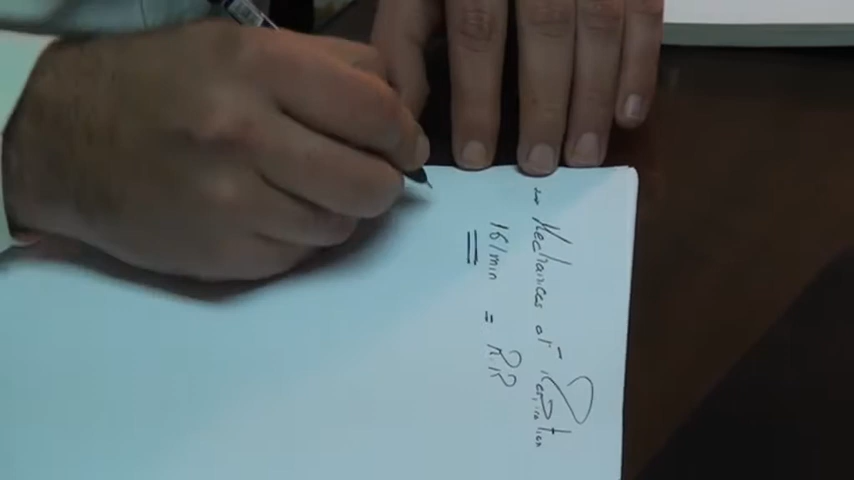 ~ Mechanics of Respiration
16/min = R.R